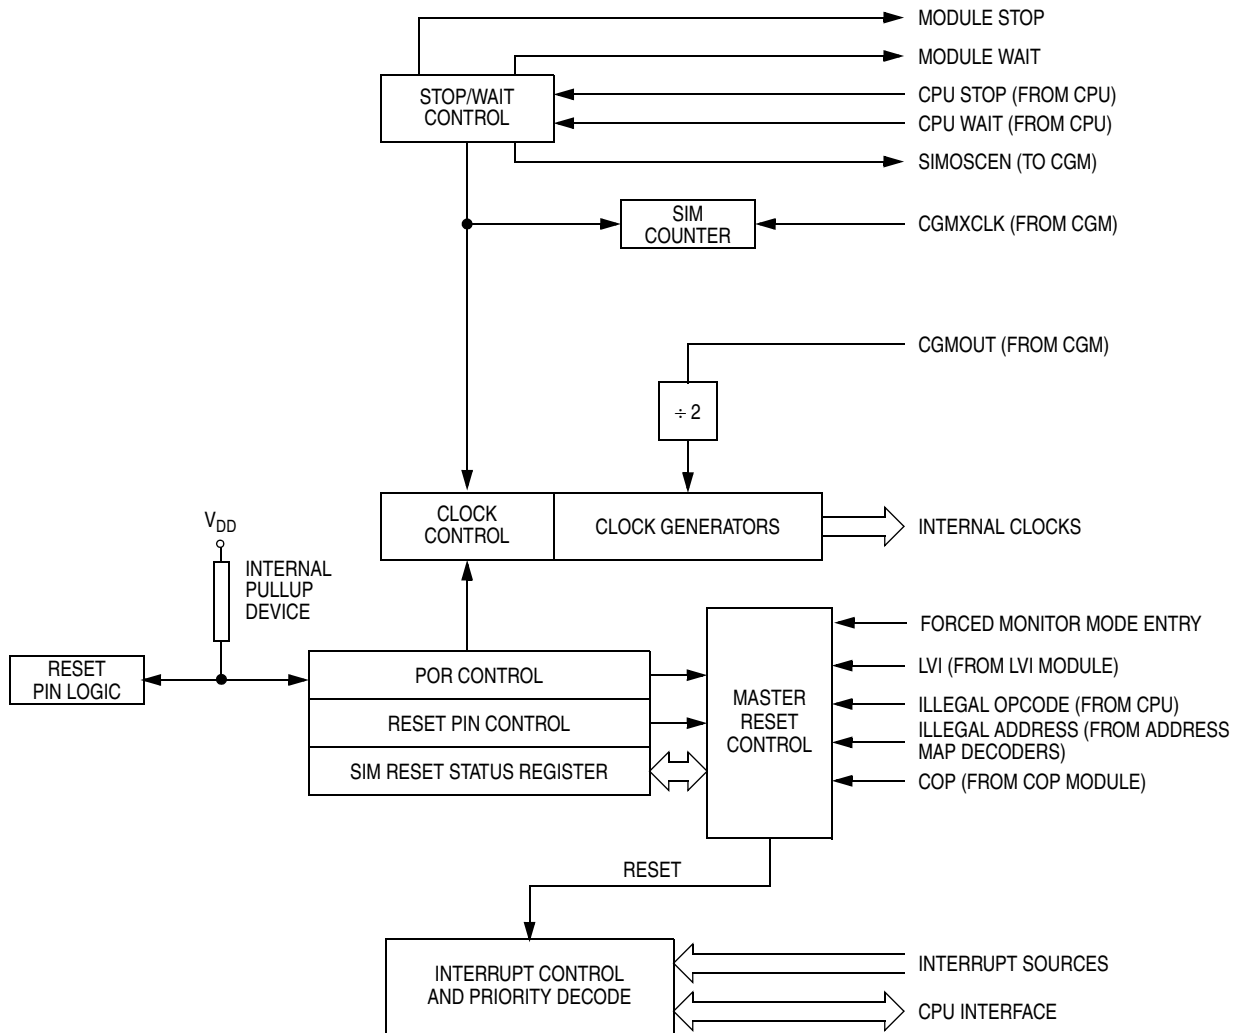 MODULE STOP
MODULE WAIT
STOP/WAIT
CONTROL
CPU STOP (FROM CPU)
CPU WAIT (FROM CPU)
SIMOSCEN (TO CGM)
SIM
COUNTER
CGMXCLK (FROM CGM)
CGMOUT (FROM CGM)
÷ 2
CLOCK
CONTROL
CLOCK GENERATORS
INTERNAL CLOCKS
VDD
INTERNAL
PULLUP
DEVICE
RESET
PIN LOGIC
POR CONTROL
RESET PIN CONTROL
SIM RESET STATUS REGISTER
MASTER
RESET
CONTROL
FORCED MONITOR MODE ENTRY
LVI (FROM LVI MODULE)
ILLEGAL OPCODE (FROM CPU)
ILLEGAL ADDRESS (FROM ADDRESS
MAP DECODERS)
COP (FROM COP MODULE)
RESET
INTERRUPT CONTROL
AND PRIORITY DECODE
INTERRUPT SOURCES
CPU INTERFACE